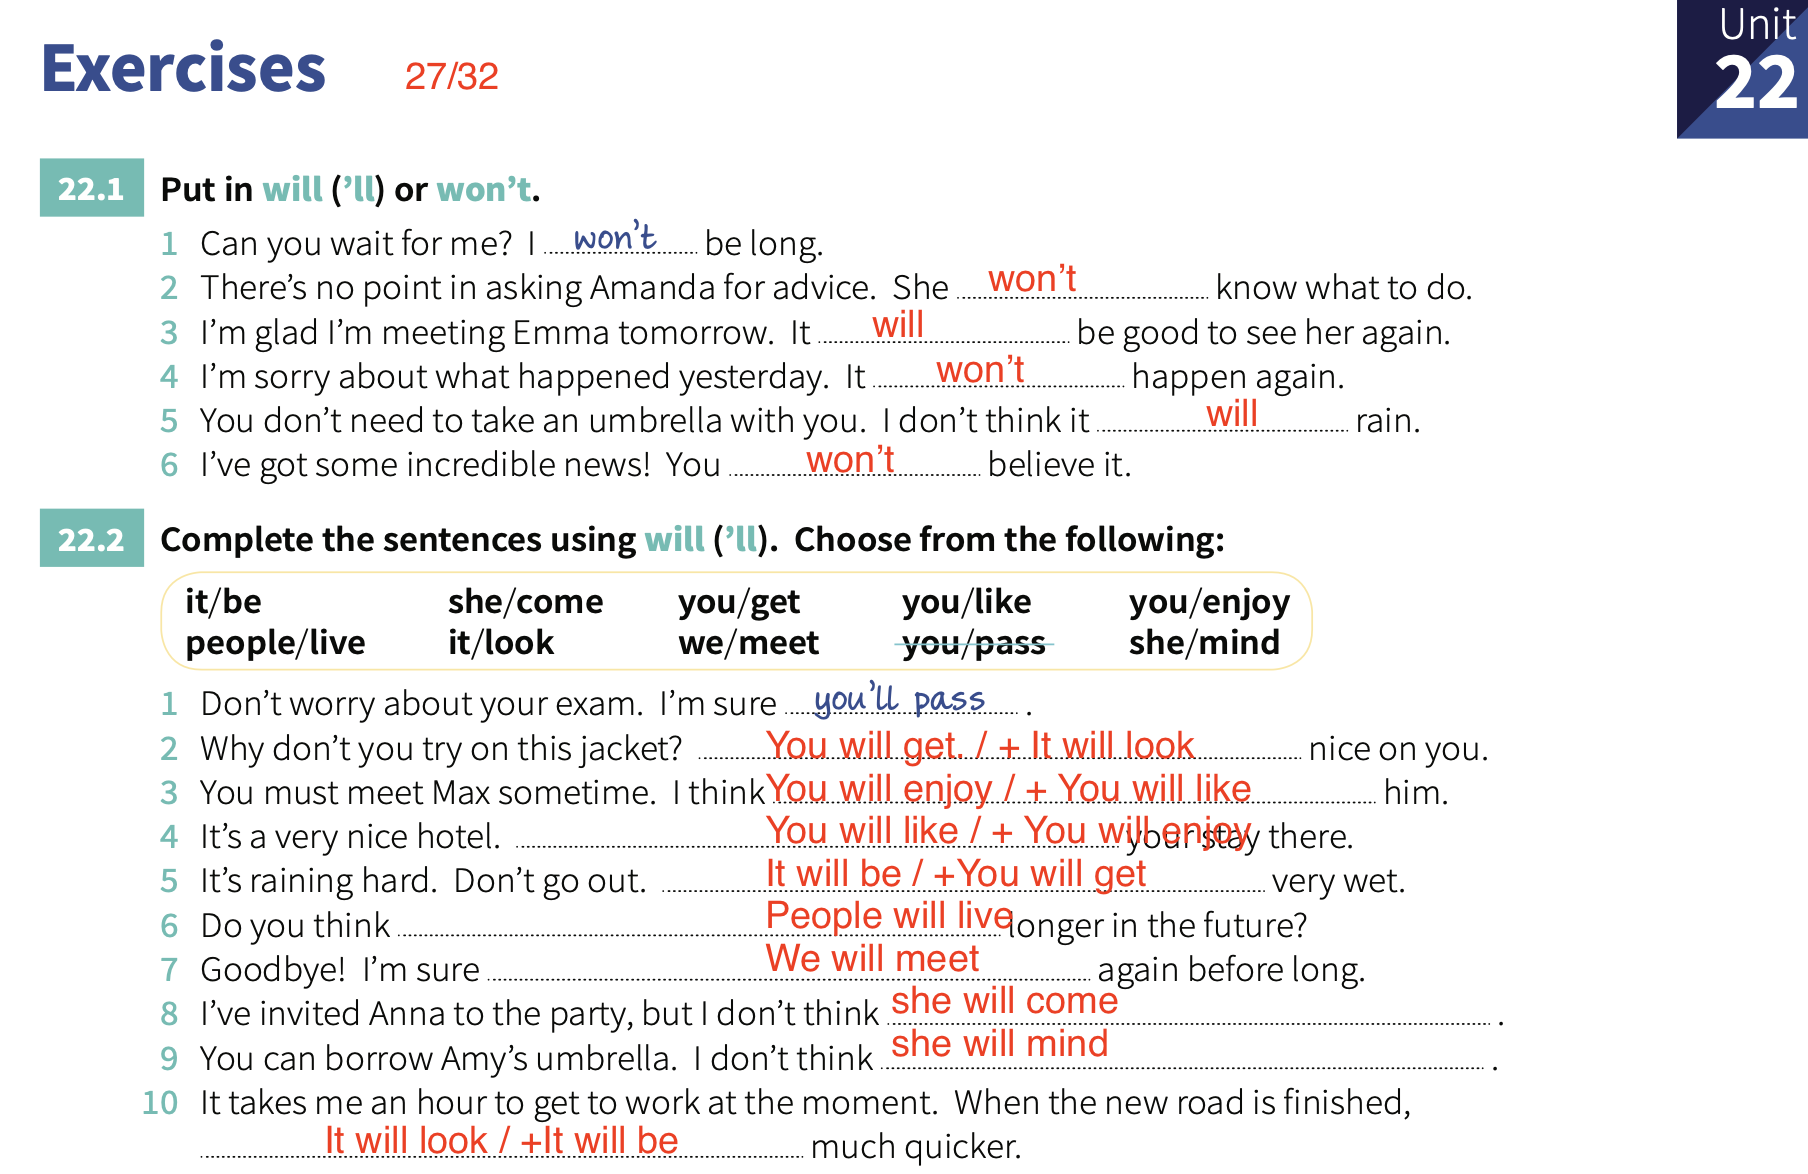 Unit
22
Exercises 27/32
22.1 Put in will (’ll) or won’t.
1 Can you wait for me? I won’t be long.
2 There’s no point in asking Amanda for advice. She won’t know what to do.
3 I’m glad I’m meeting Emma tomorrow. It will be good to see her again.
4 I’m sorry about what happened yesterday. It won’t happen again.
5 You don’t need to take an umbrella with you. I don’t think it will rain.
6 I’ve got some incredible news! You won’t believe it.
22.2 Complete the sentences using will (’ll). Choose from the following:
it/be she/come you/get you/like you/enjoy
people/live it/look we/meet you/pass she/mind
1 Don’t worry about your exam. I’m sure you’ll pass .
2 Why don’t you try on this jacket? You will get. / + It will look nice on you.
3 You must meet Max sometime. I think You will enjoy / + You will like him.
4 It’s a very nice hotel. You will like / + You will enjoy your stay there.
5 It’s raining hard. Don’t go out. It will be / +You will get very wet.
6 Do you think People will live longer in the future?
7 Goodbye! I’m sure We will meet again before long.
8 I’ve invited Anna to the party, but I don’t think she will come .
9 You can borrow Amy’s umbrella. I don’t think she will mind .
10 It takes me an hour to get to work at the moment. When the new road is finished,
It will look / +It will be much quicker.